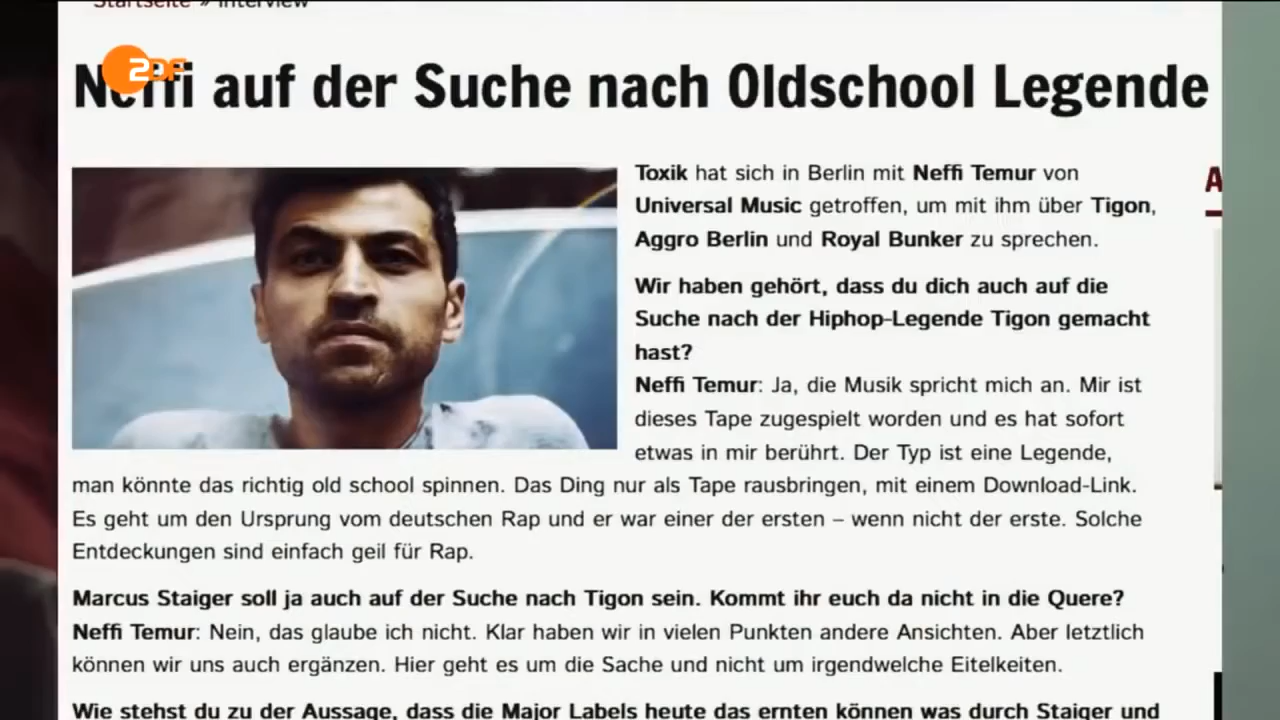 Startseite » Interview
ZDF
Neffi auf der Suche nach Oldschool Legende
Toxik hat sich in Berlin mit Neffi Temur von
Universal Music getroffen, um mit ihm über Tigon,
Aggro Berlin und Royal Bunker zu sprechen.
Wir haben gehört, dass du dich auch auf die
Suche nach der Hiphop-Legende Tigon gemacht
hast?
Neffi Temur: Ja, die Musik spricht mich an. Mir ist
dieses Tape zugespielt worden und es hat sofort
etwas in mir berührt. Der Typ ist eine Legende,
man könnte das richtig old school spinnen. Das Ding nur als Tape rausbringen, mit einem Download-Link.
Es geht um den Ursprung vom deutschen Rap und er war einer der ersten – wenn nicht der erste. Solche
Entdeckungen sind einfach geil für Rap.
Marcus Staiger soll ja auch auf der Suche nach Tigon sein. Kommt ihr euch da nicht in die Quere?
Neffi Temur: Nein, das glaube ich nicht. Klar haben wir in vielen Punkten andere Ansichten. Aber letztlich
können wir uns auch ergänzen. Hier geht es um die Sache und nicht um irgendwelche Eitelkeiten.
Wie stehst du zu der Aussage, dass die Major Labels heute das ernten können was durch Staiger und